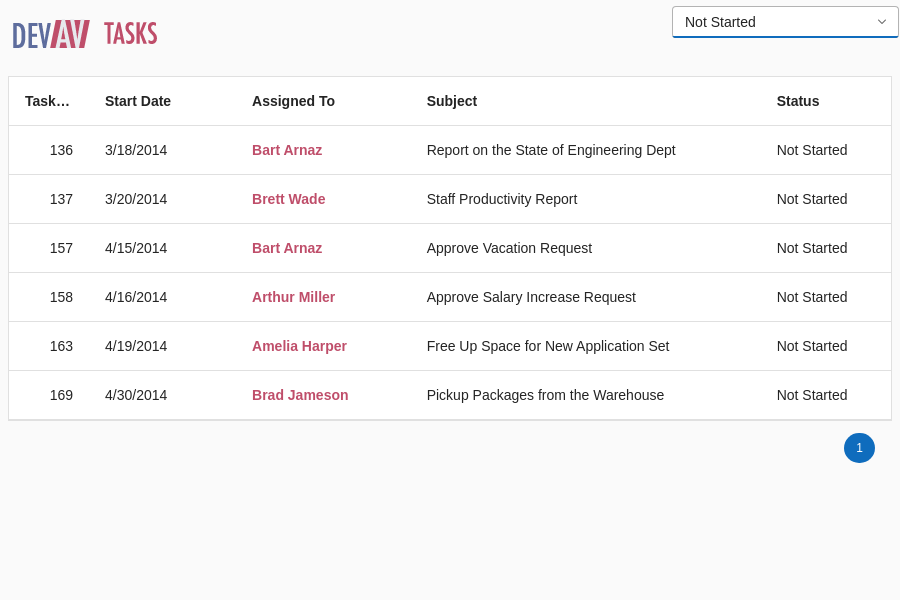 DEVAV TASKS
Not Started
Task… Start Date Assigned To Subject Status
136 3/18/2014 Bart Arnaz Report on the State of Engineering Dept Not Started
137 3/20/2014 Brett Wade Staff Productivity Report Not Started
157 4/15/2014 Bart Arnaz Approve Vacation Request Not Started
158 4/16/2014 Arthur Miller Approve Salary Increase Request Not Started
163 4/19/2014 Amelia Harper Free Up Space for New Application Set Not Started
169 4/30/2014 Brad Jameson Pickup Packages from the Warehouse Not Started
1